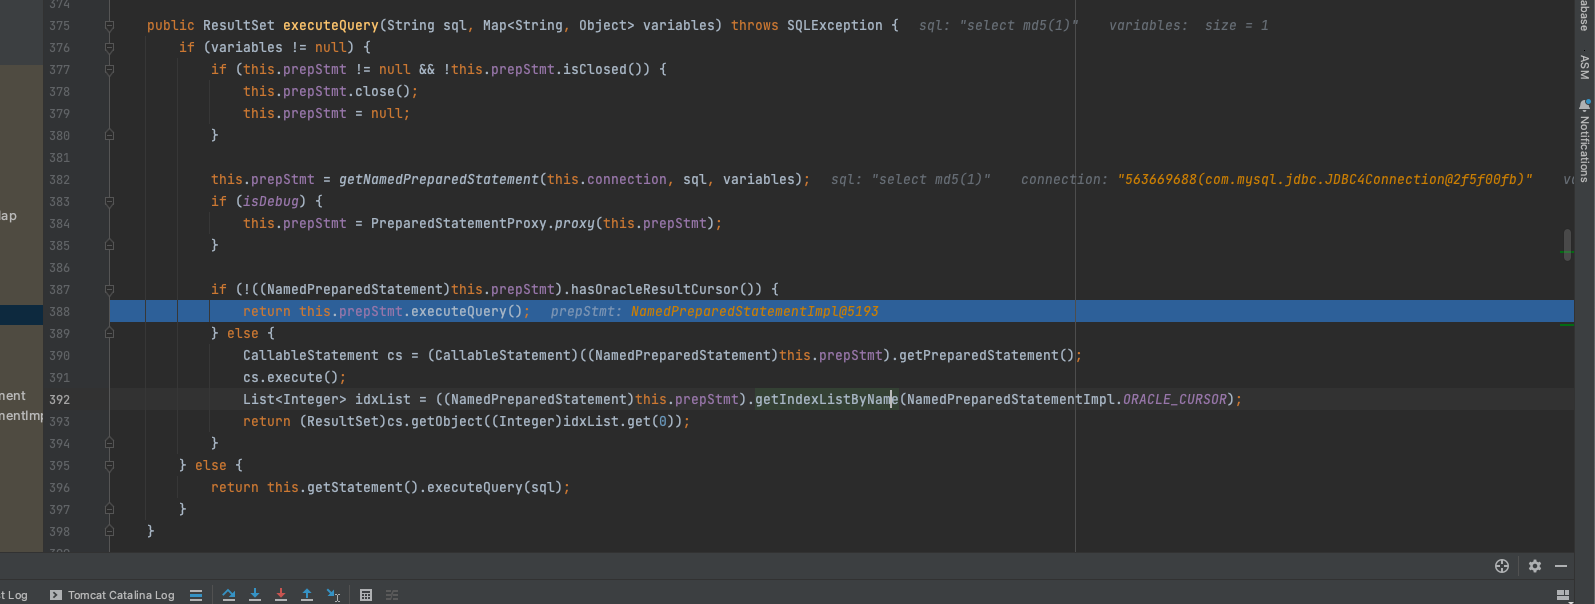 374
375 public ResultSet executeQuery(String sql, Map<String, Object> variables) throws SQLException { sql: "select md5(1)" variables: size = 1
376 if (variables != null) {
377 if (this.prepStmt != null && !this.prepStmt.isClosed()) {
378 this.prepStmt.close();
379 this.prepStmt = null;
380 }
381
382 this.prepStmt = getNamedPreparedStatement(this.connection, sql, variables); sql: "select md5(1)" connection: "563669688(com.mysql.jdbc.JDBC4Connection@2f5f00fb)"
383 if (isDebug) {
384 this.prepStmt = PreparedStatementProxy.proxy(this.prepStmt);
385 }
386
387 if (!((NamedPreparedStatement)this.prepStmt).hasOracleResultCursor()) {
388 return this.prepStmt.executeQuery(); prepStmt: NamedPreparedStatementImpl@5193
389 } else {
390 CallableStatement cs = (CallableStatement)((NamedPreparedStatement)this.prepStmt).getPreparedStatement();
391 cs.execute();
392 List<Integer> idxList = ((NamedPreparedStatement)this.prepStmt).getIndexListByName(NamedPreparedStatementImpl.ORACLE_CURSOR);
393 return (ResultSet)cs.getObject((Integer)idxList.get(0));
394 }
395 } else {
396 return this.getStatement().executeQuery(sql);
397 }
398 }
lap
nent
nentImp
abase
ASM
Notifications
t Log Tomcat Catalina Log